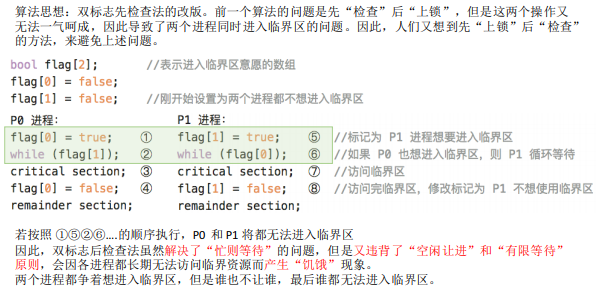 算法思想：双标志先检查法的改版。前一个算法的问题是先“检查”后“上锁”，但是这两个操作又
无法一气呵成，因此导致了两个进程同时进入临界区的问题。因此，人们又想到先“上锁”后“检查”
的方法，来避免上述问题。
bool flag[2]; //表示进入临界区意愿的数组
flag[0] = false;
flag[1] = false; //刚开始设置为两个进程都不想进入临界区
P0 进程： P1 进程：
flag[0] = true; ① flag[1] = true; ⑤ //标记为 P1 进程想要进入临界区
while (flag[1]); ② while (flag[0]); ⑥ //如果 P0 也想进入临界区，则 P1 循环等待
critical section; ③ critical section; ⑦ //访问临界区
flag[0] = false; ④ flag[1] = false; ⑧ //访问完临界区，修改标记为 P1 不想使用临界区
remainder section; remainder section;
若按照 ①⑤②⑥....的顺序执行，P0 和 P1 将都无法进入临界区
因此，双标志后检查法虽然解决了“忙则等待”的问题，但是又违背了“空闲让进”和“有限等待”
原则，会因各进程都长期无法访问临界资源而产生“饥饿”现象。
两个进程都争着想进入临界区，但是谁也不让谁，最后谁都无法进入临界区。